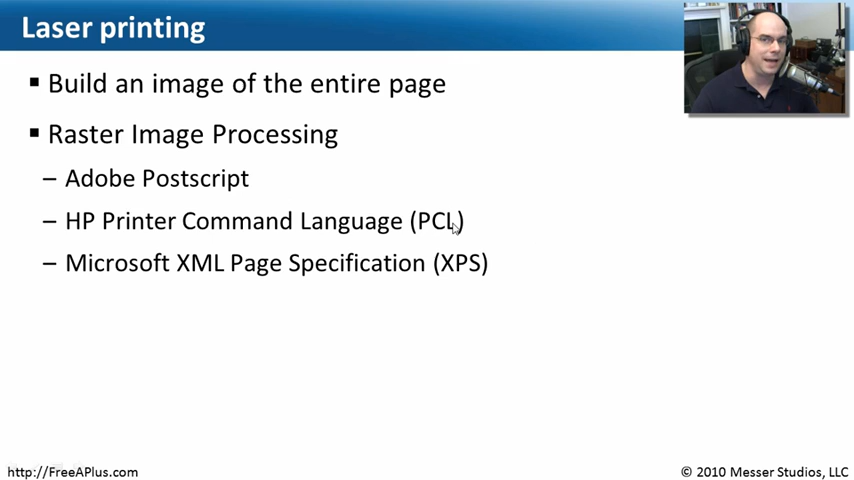 Laser printing
▪ Build an image of the entire page
▪ Raster Image Processing
– Adobe Postscript
– HP Printer Command Language (PCL)
– Microsoft XML Page Specification (XPS)
http://FreeAPlus.com
© 2010 Messer Studios, LLC